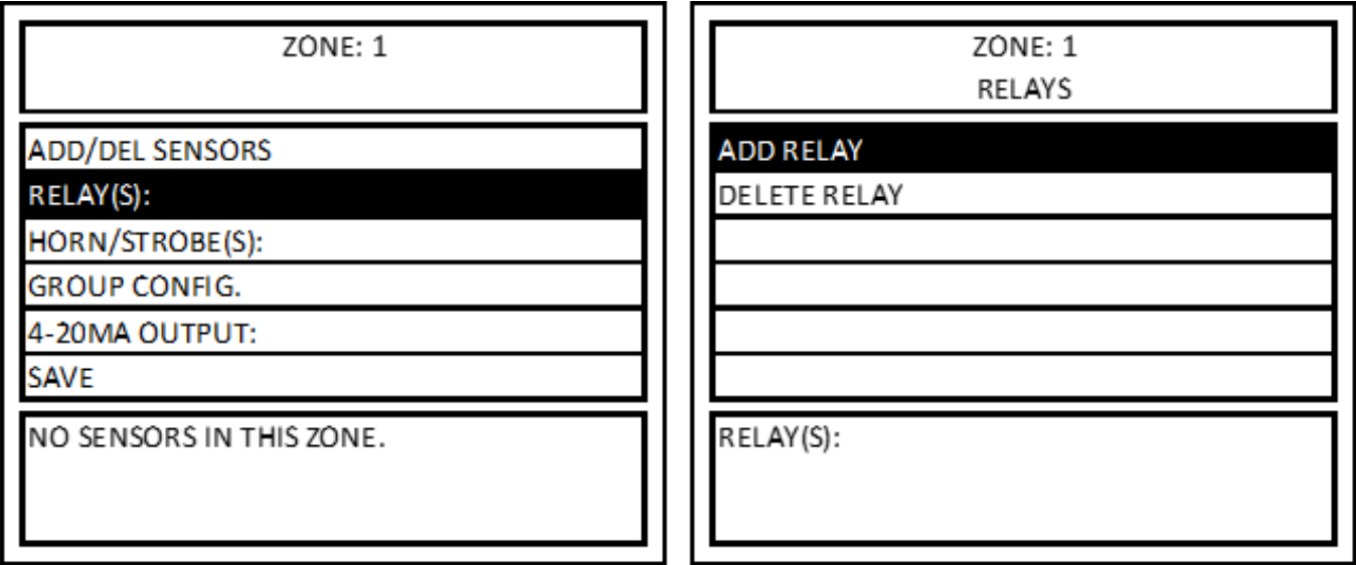 ZONE: 1
ADD/DEL SENSORS
RELAY(S):
HORN/STROBE(S):
GROUP CONFIG.
4-20MA OUTPUT:
SAVE
NO SENSORS IN THIS ZONE.
ZONE: 1
RELAYS
ADD RELAY
DELETE RELAY
RELAY(S):